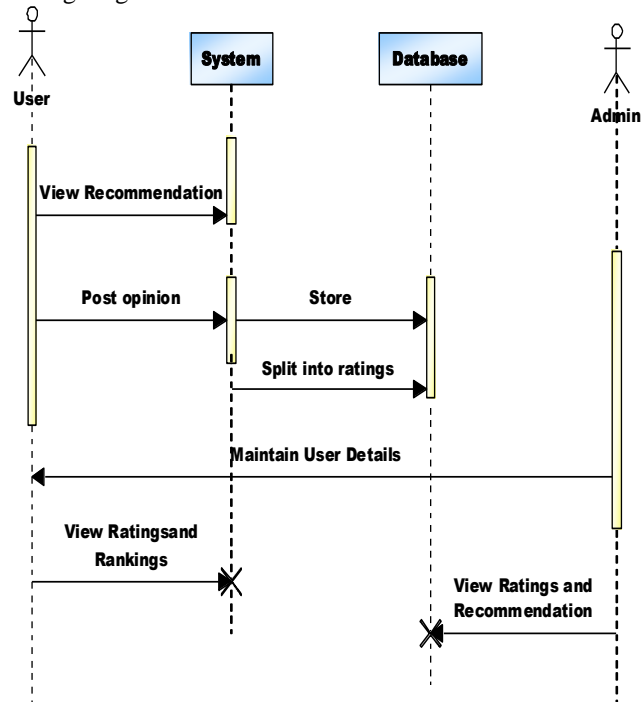 User
System
Database
Admin
View Recommendation
Post opinion
Store
Split into ratings
Maintain User Details
View Ratingsand
Rankings
View Ratings and
Recommendation